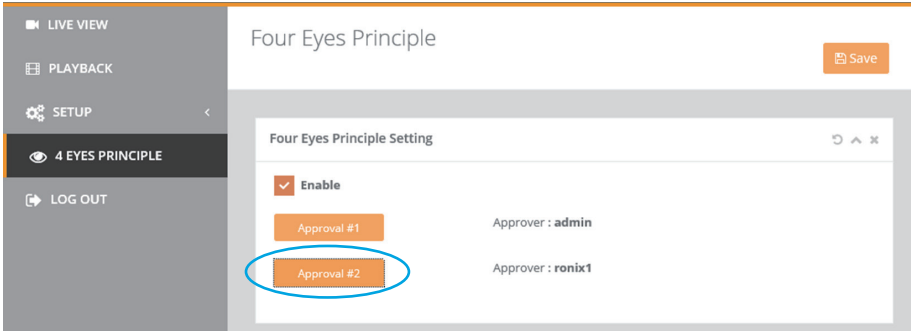 LIVE VIEW
PLAYBACK
SETUP
4 EYES PRINCIPLE
LOG OUT
Four Eyes Principle
Save
Four Eyes Principle Setting
Enable
Approval #1
Approver : admin
Approval #2
Approver : ronix1